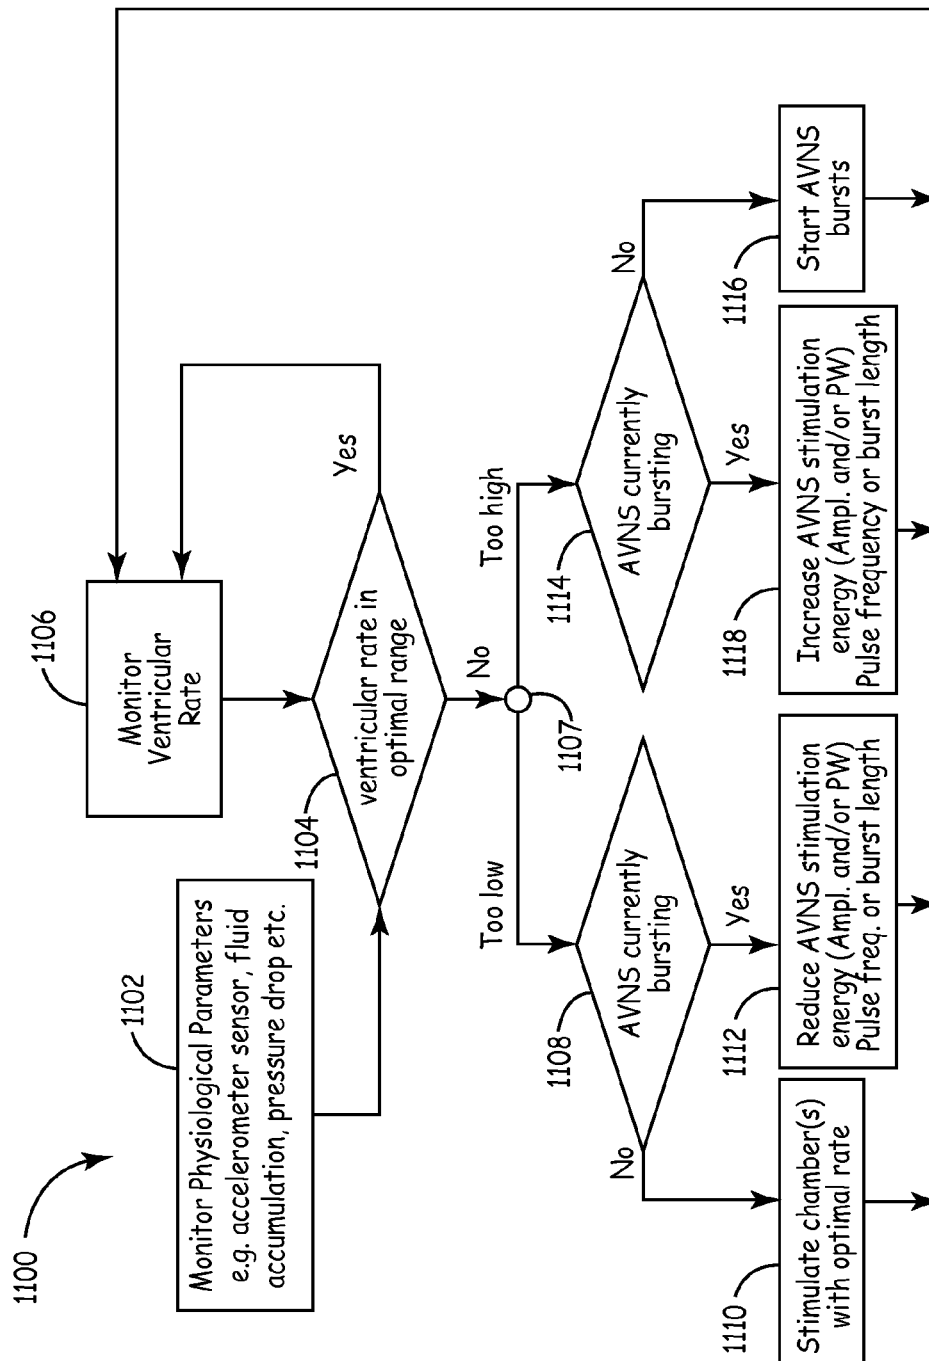 1100
1102
Monitor Physiological Parameters
e.g. accelerometer sensor, fluid
accumulation, pressure drop etc.
1106
Monitor
Ventricular
Rate
1104
ventricular rate in
optimal range
Yes
No
1107
Too low
Too high
1108
AVNS currently
bursting
No
Yes
1114
AVNS currently
bursting
Yes
No
1110
Stimulate chamber(s)
with optimal rate
1112
Reduce AVNS stimulation
energy (Ampl. and/or PW)
Pulse freq. or burst length
1118
Increase AVNS stimulation
energy (Ampl. and/or PW)
Pulse frequency or burst length
1116
Start AVNS
bursts